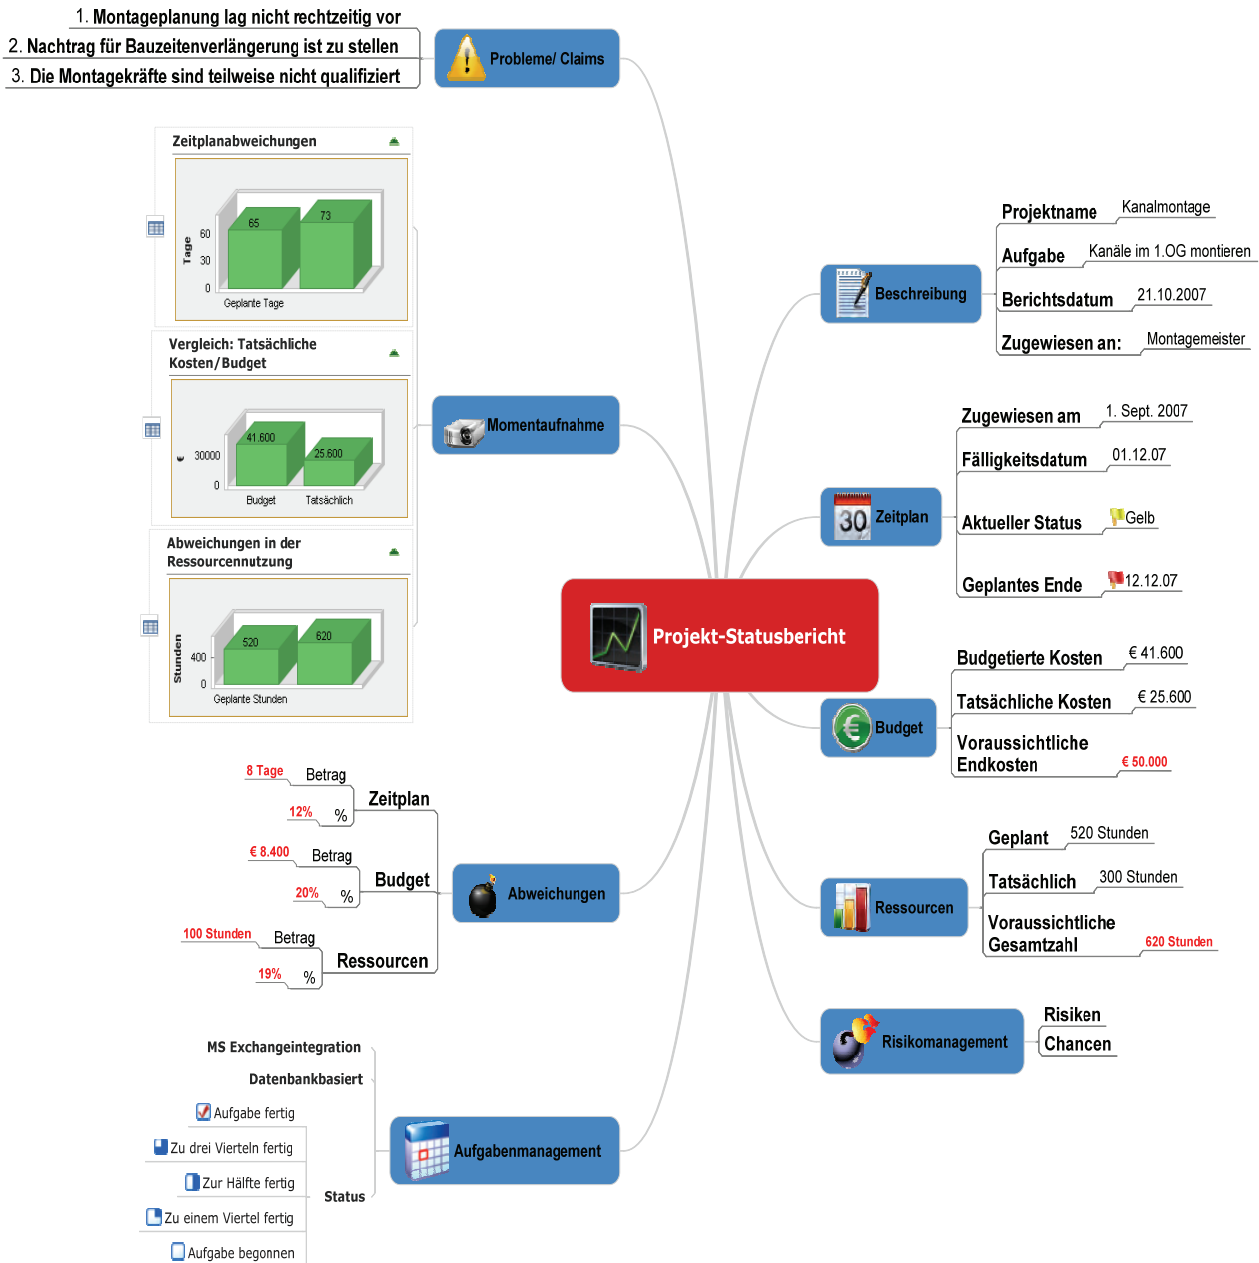 1. Montageplanung lag nicht rechtzeitig vor
2. Nachtrag für Bauzeitenverlängerung ist zu stellen
3. Die Montagekräfte sind teilweise nicht qualifiziert
Probleme/ Claims
Zeitplanabweichungen
65
73
60
30
0
Tage
Geplante Tage
Vergleich: Tatsächliche
Kosten/Budget
41.600
25.600
30000
0
€
Budget
Tatsächlich
Abweichungen in der
Ressourcennutzung
520
620
400
0
Stunden
Geplante Stunden
Momentaufnahme
Projekt-Statusbericht
Beschreibung
Projektname
Kanalmontage
Aufgabe
Kanäle im 1.OG montieren
Berichtsdatum
21.10.2007
Zugewiesen an:
Montagemeister
30
Zeitplan
Zugewiesen am
1. Sept. 2007
Fälligkeitsdatum
01.12.07
Aktueller Status
Gelb
Geplantes Ende
12.12.07
€
Budget
Budgetierte Kosten
€ 41.600
Tatsächliche Kosten
€ 25.600
Voraussichtliche
Endkosten
€ 50.000
Ressourcen
Geplant
520 Stunden
Tatsächlich
300 Stunden
Voraussichtliche
Gesamtzahl
620 Stunden
Risikomanagement
Risiken
Chancen
Abweichungen
Zeitplan
8 Tage
Betrag
12%
%
Budget
€ 8.400
Betrag
20%
%
Ressourcen
100 Stunden
Betrag
19%
%
Aufgabenmanagement
MS Exchangeintegration
Datenbankbasiert
Status
Aufgabe fertig
Zu drei Vierteln fertig
Zur Hälfte fertig
Zu einem Viertel fertig
Aufgabe begonnen